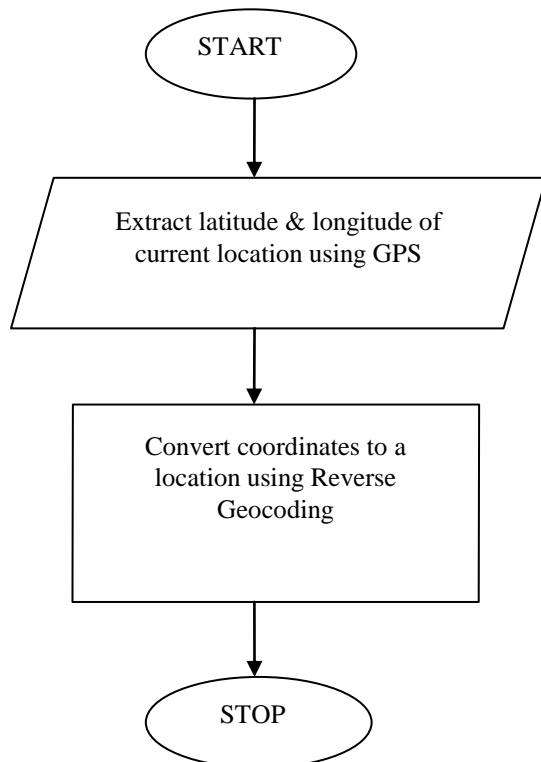 START
Extract latitude & longitude of
current location using GPS
Convert coordinates to a
location using Reverse
Geocoding
STOP